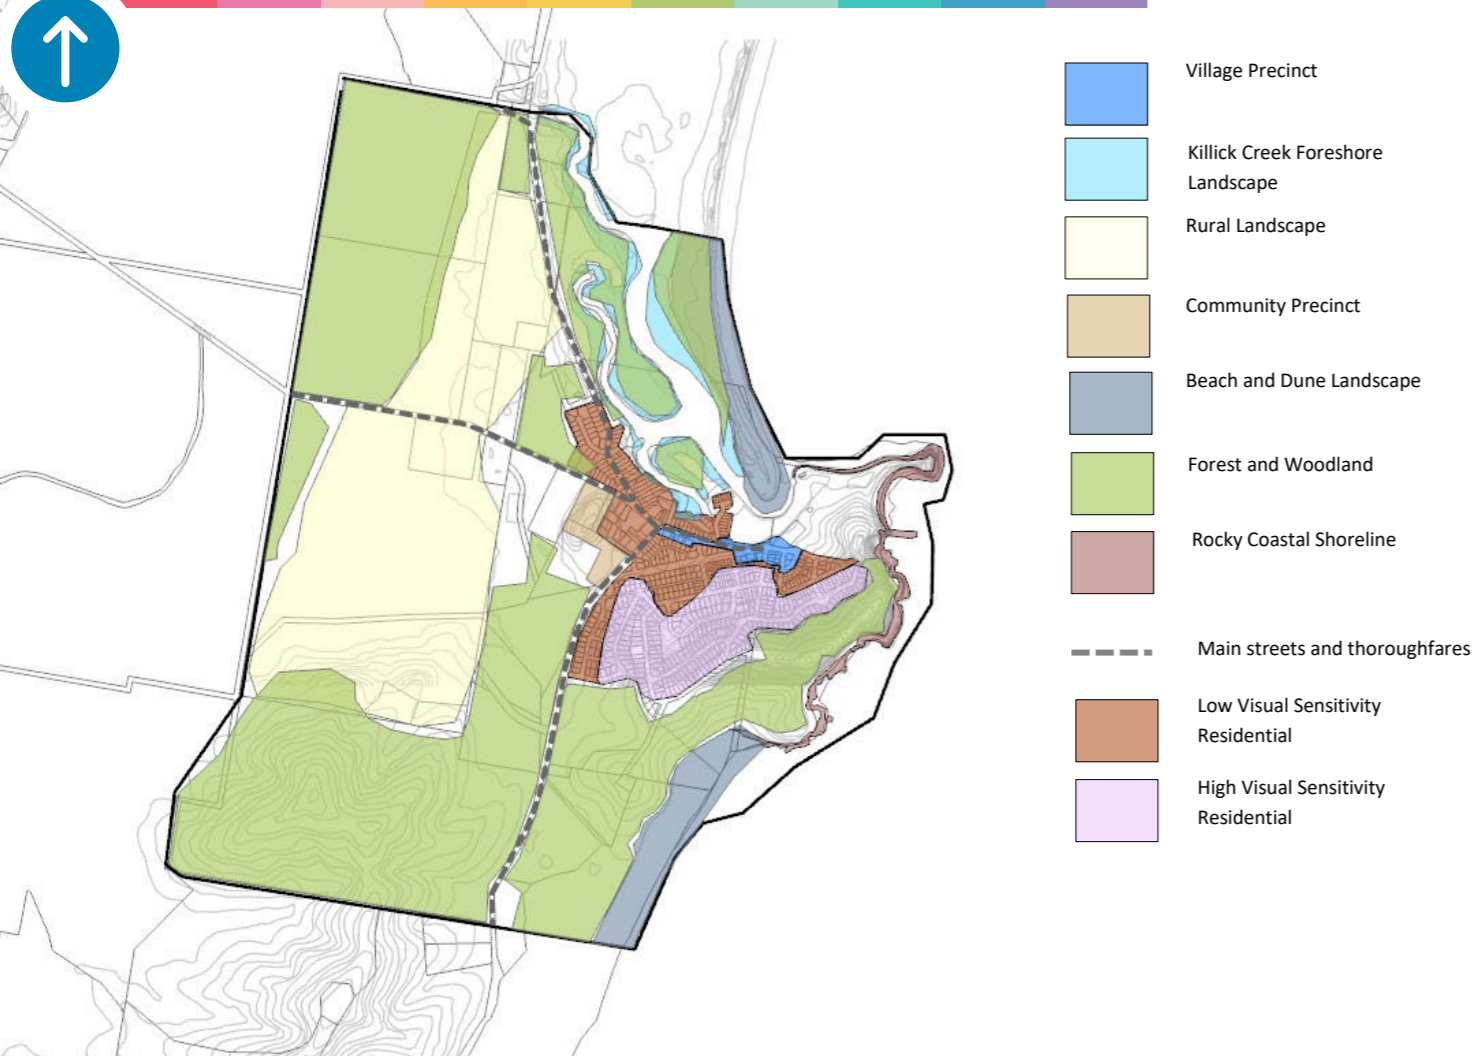 Village Precinct
Killick Creek Foreshore
Landscape
Rural Landscape
Community Precinct
Beach and Dune Landscape
Forest and Woodland
Rocky Coastal Shoreline
Main streets and thoroughfares
Low Visual Sensitivity
Residential
High Visual Sensitivity
Residential